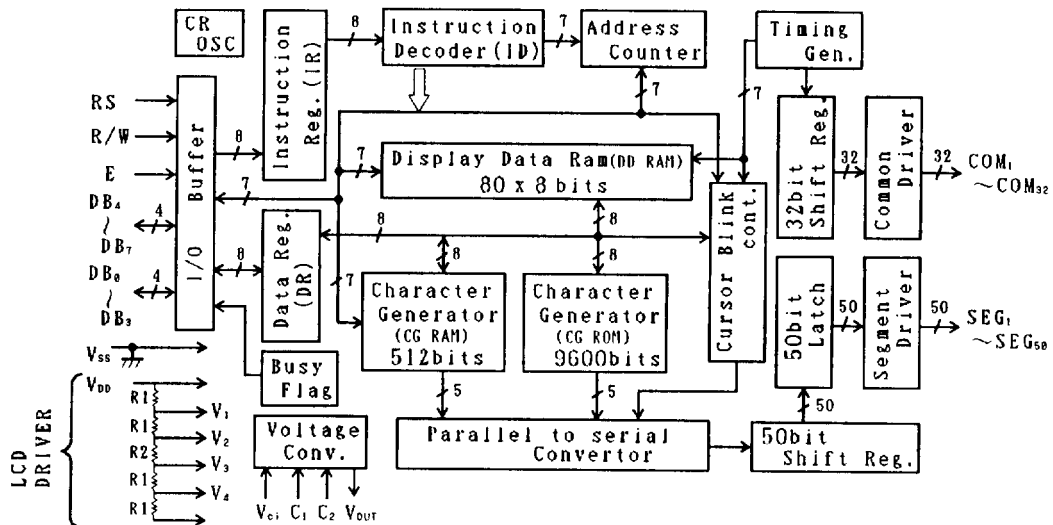 CR
OSC
Instruction
Reg. (IR)
8
Instruction
Decoder (ID)
7
Address
Counter
Timing
Gen.
7
7
RS
R/W
E
DB₄
~
DB₇
4
DB₀
~
DB₃
4
I/O Buffer
8
7
8
7
Display Data Ram (DD RAM)
80 x 8 bits
8
8
Data Reg.
(DR)
8
8
7
Character
Generator
(CG RAM)
512bits
Character
Generator
(CG ROM)
9600bits
Cursor Blink
cont.
32bit
Shift Reg.
32
Common
Driver
32
COM₁
~COM₃₂
50bit
Latch
50
Segment
Driver
50
SEG₁
~SEG₅₀
50
Busy
Flag
5
5
Parallel to serial
Convertor
50bit
Shift Reg.
Voltage
Conv.
Vci C₁ C₂ VOUT
VSS
VDD
LCD
DRIVER
R1
V₁
R1
V₂
R2
V₃
R1
V₄
R1